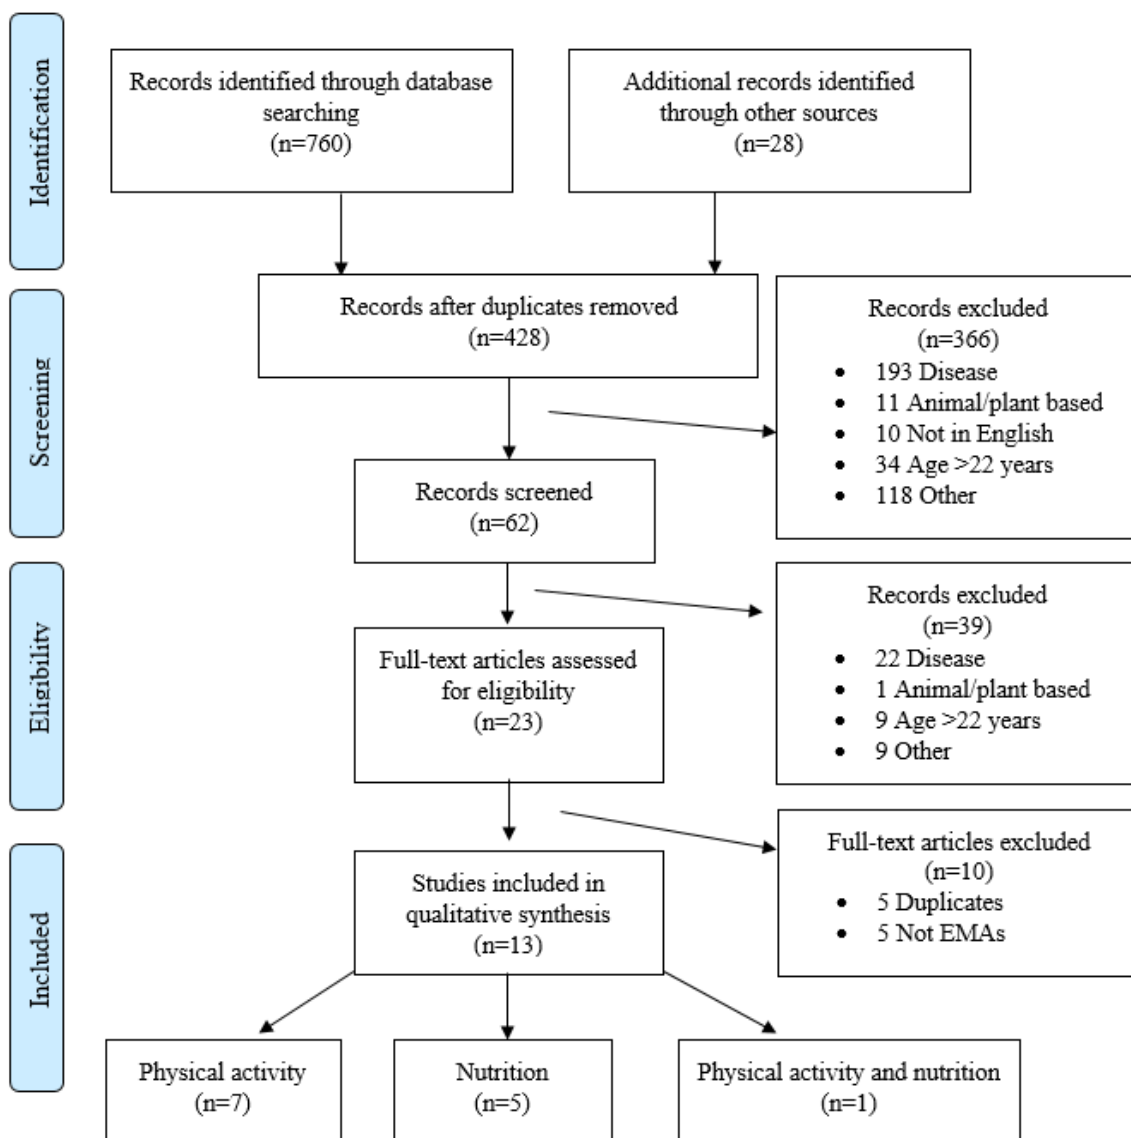 Identification
Records identified through database
searching
(n=760)
Additional records identified
through other sources
(n=28)
Records after duplicates removed
(n=428)
Screening
Records excluded
(n=366)
• 193 Disease
• 11 Animal/plant based
• 10 Not in English
• 34 Age >22 years
• 118 Other
Records screened
(n=62)
Eligibility
Records excluded
(n=39)
• 22 Disease
• 1 Animal/plant based
• 9 Age >22 years
• 9 Other
Full-text articles assessed
for eligibility
(n=23)
Full-text articles excluded
(n=10)
• 5 Duplicates
• 5 Not EMAs
Included
Studies included in
qualitative synthesis
(n=13)
Physical activity
(n=7)
Nutrition
(n=5)
Physical activity and nutrition
(n=1)